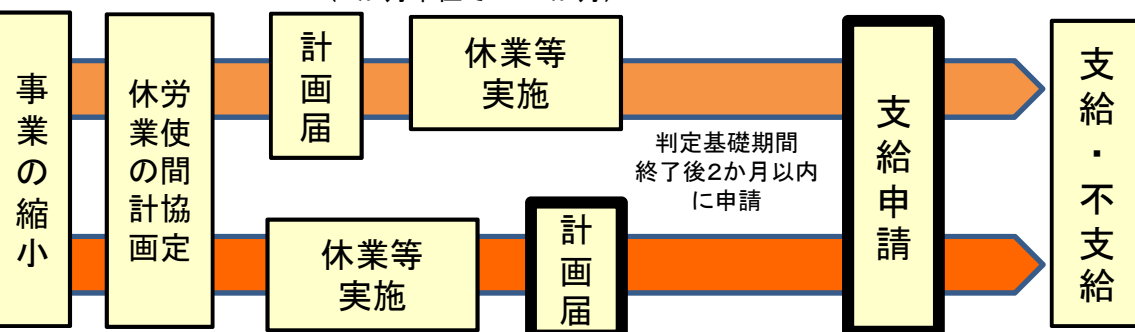 事業の縮小
労使間協定
休業の計画
計画届
休業等
実施
判定基礎期間
終了後2か月以内
に申請
休業等
実施
計画届
支給申請
支給・不支給